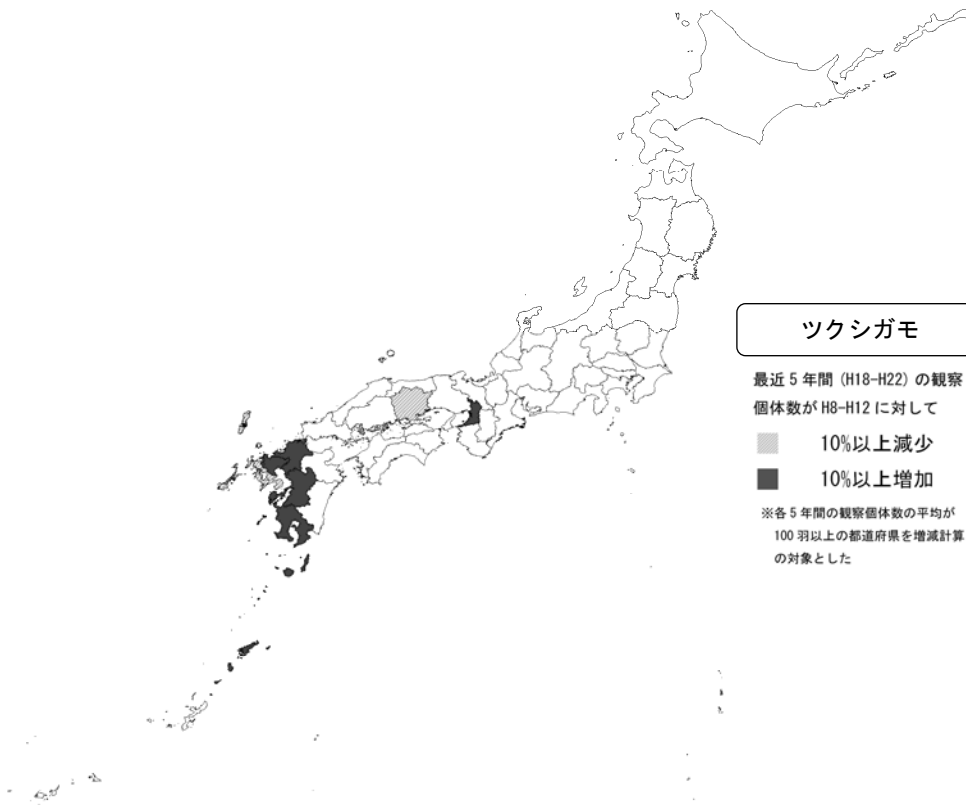 ツクシガモ
最近5年間(H18-H22)の観察
個体数がH8-H12に対して
10%以上減少
10%以上増加
※各5年間の観察個体数の平均が
100羽以上の都道府県を増減計算
の対象とした